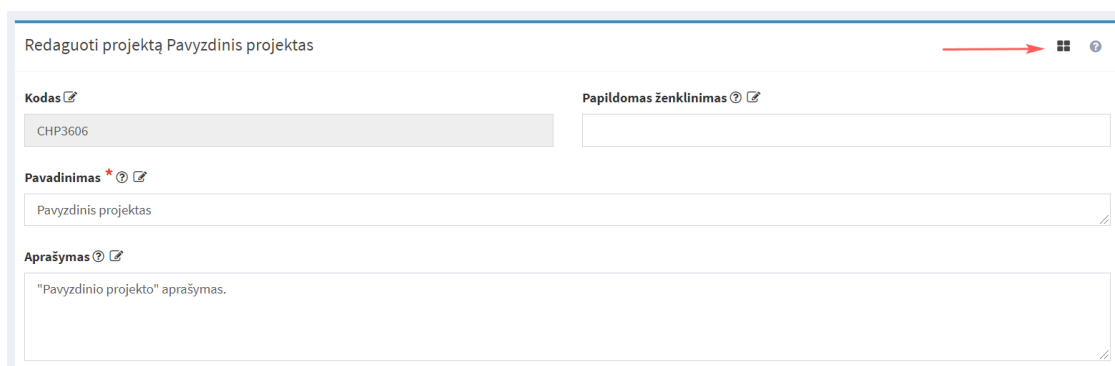 Redaguoti projektą Pavyzdinis projektas
Kodas
Papildomas ženklinimas
CHP3606
Pavadinimas *
Pavyzdinis projektas
Aprašymas
"Pavyzdinio projekto" aprašymas.